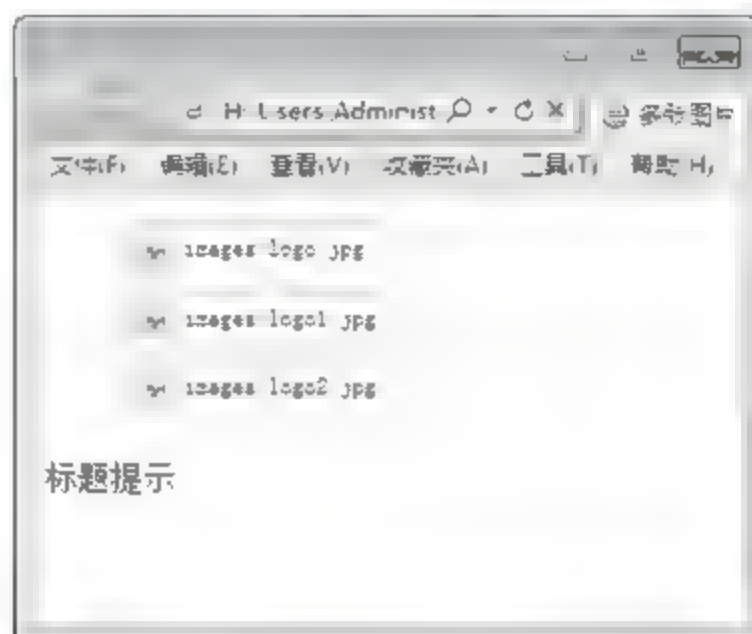 H:\Users\Administ
文件(F) 编辑(E) 查看(V) 收藏夹(A) 工具(T) 帮助(H)
images logo jpg
images logo1 jpg
images logo2 jpg
标题提示